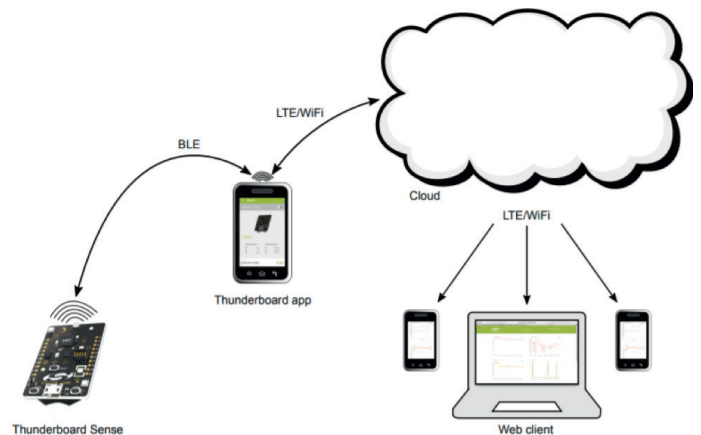 LTE/WiFi
BLE
Cloud
LTE/WiFi
Thunderboard app
Thunderboard Sense
Web client